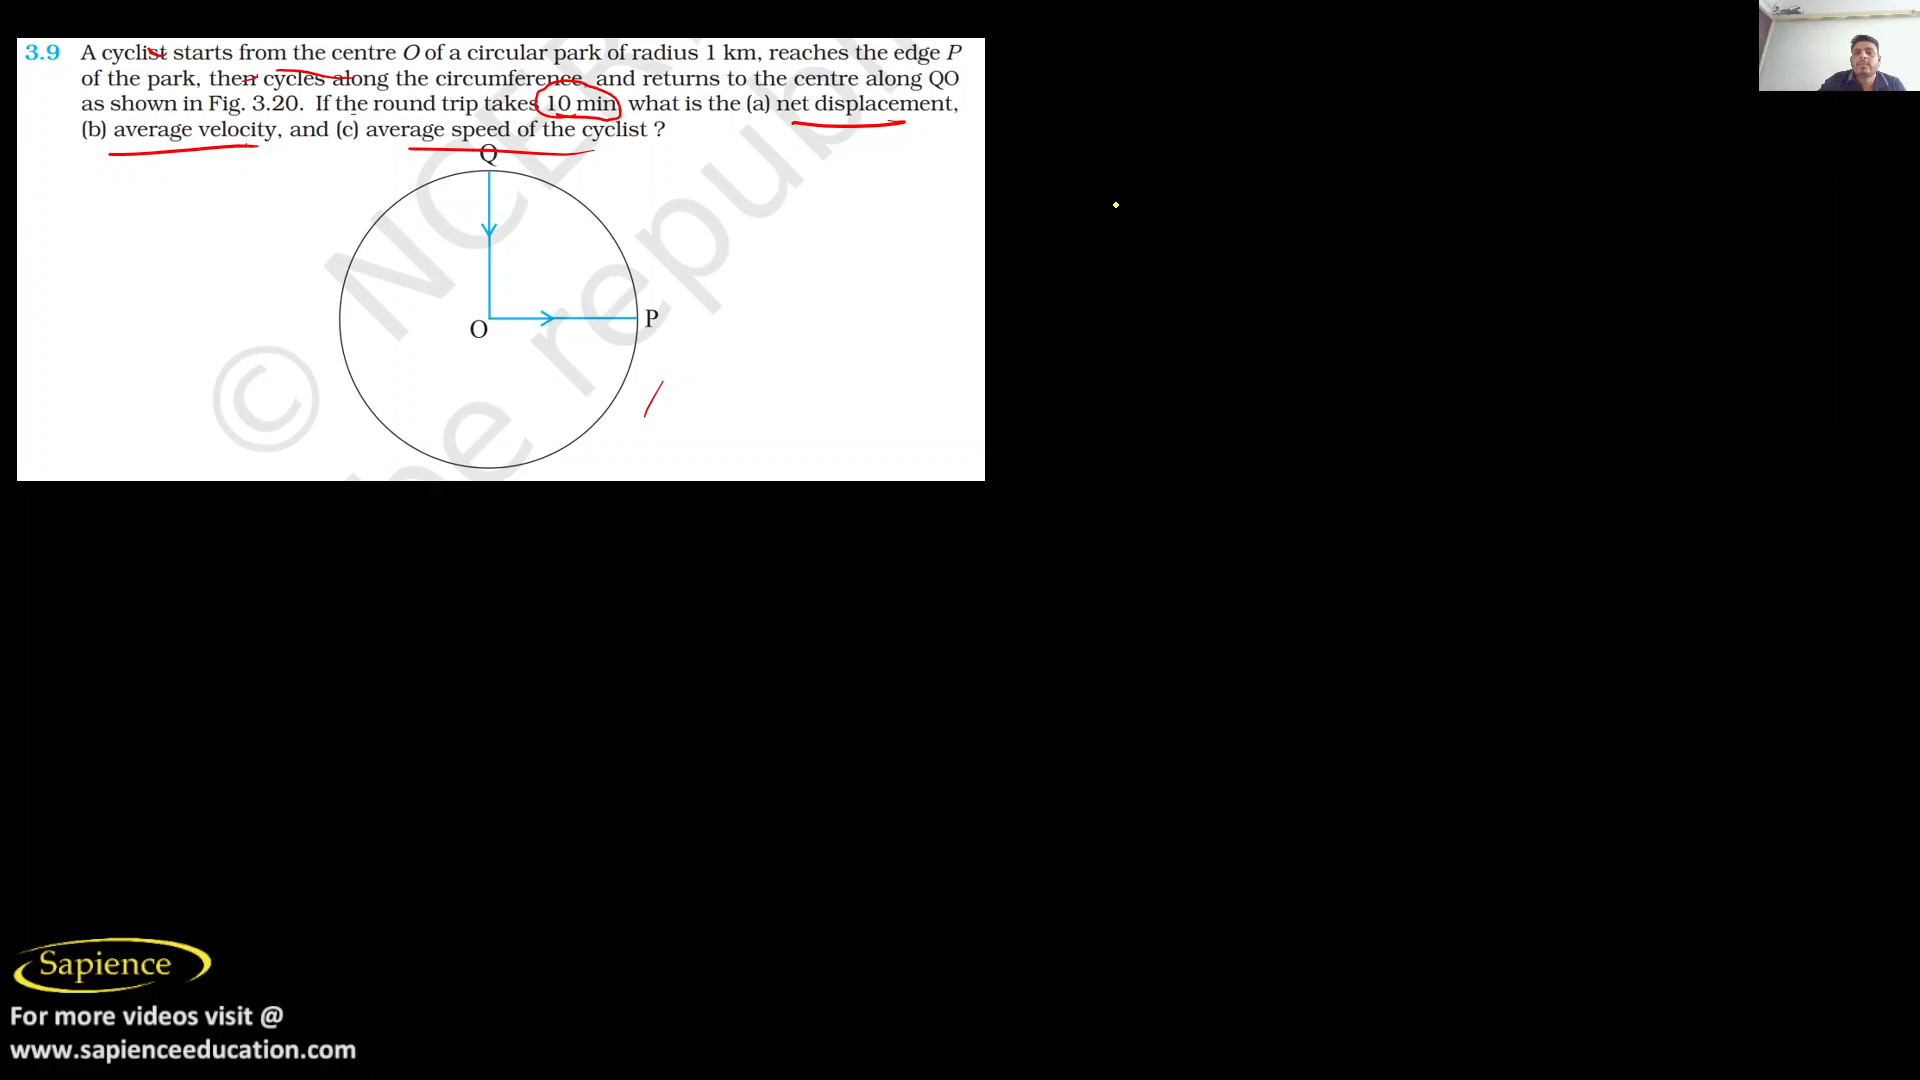 3.9 A cyclist starts from the centre O of a circular park of radius 1 km, reaches the edge P
of the park, then cycles along the circumference, and returns to the centre along QO
as shown in Fig. 3.20. If the round trip takes 10 min, what is the (a) net displacement,
(b) average velocity, and (c) average speed of the cyclist ?
Q
O
P
© NCERT
be republ
Sapience
For more videos visit @
www.sapienceeducation.com